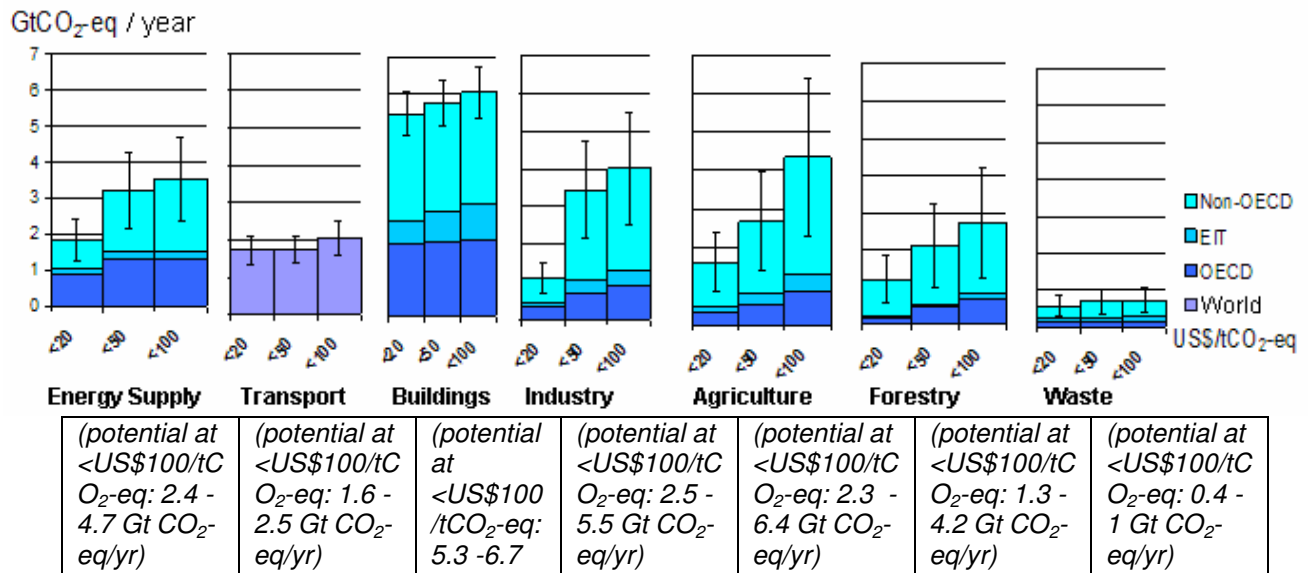 GtCO₂-eq / year
7
6
5
4
3
2
1
0
<20 <50 <100
<20 <50 <100
<20 <50 <100
<20 <50 <100
<20 <50 <100
<20 <50 <100
<20 <50 <100
Non-OECD
EIT
OECD
World
US$/tCO₂-eq
Energy Supply Transport Buildings Industry Agriculture Forestry Waste
(potential at
<US$100/tC
O₂-eq: 2.4 -
4.7 Gt CO₂-
eq/yr)
(potential at
<US$100/tC
O₂-eq: 1.6 -
2.5 Gt CO₂-
eq/yr)
(potential
at
<US$100
/tCO₂-eq:
5.3 -6.7
(potential at
<US$100/tC
O₂-eq: 2.5 -
5.5 Gt CO₂-
eq/yr)
(potential at
<US$100/tC
O₂-eq: 2.3 -
6.4 Gt CO₂-
eq/yr)
(potential at
<US$100/tC
O₂-eq: 1.3 -
4.2 Gt CO₂-
eq/yr)
(potential at
<US$100/tC
O₂-eq: 0.4 -
1 Gt CO₂-
eq/yr)